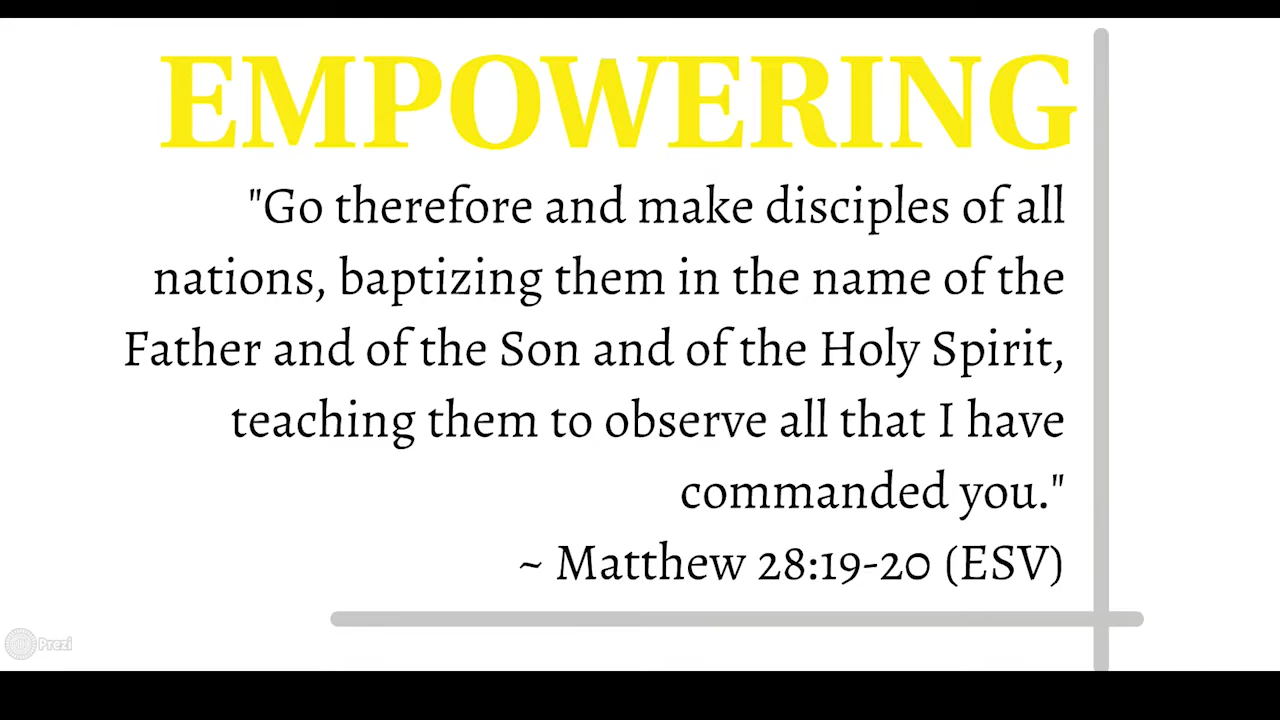 EMPOWERING
"Go therefore and make disciples of all
nations, baptizing them in the name of the
Father and of the Son and of the Holy Spirit,
teaching them to observe all that I have
commanded you."
~ Matthew 28:19-20 (ESV)
Prezi